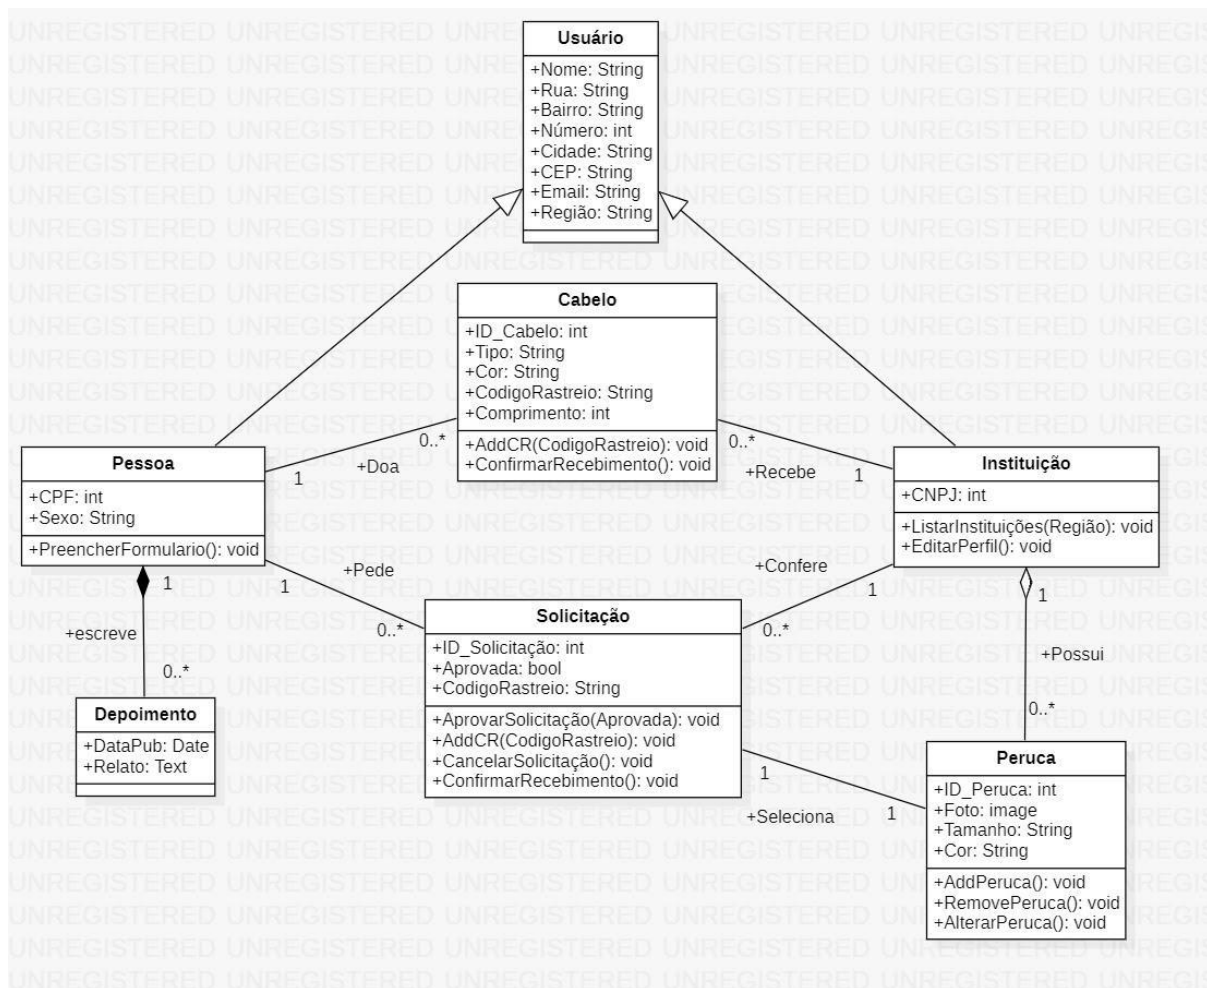 Usuário
+Nome: String
+Rua: String
+Bairro: String
+Número: int
+Cidade: String
+CEP: String
+Email: String
+Região: String
Cabelo
+ID_Cabelo: int
+Tipo: String
+Cor: String
+CodigoRastreio: String
+Comprimento: int
+AddCR(CodigoRastreio): void
+ConfirmarRecebimento(): void
0..*
+Doa
1
0..*
+Recebe
1
Pessoa
+CPF: int
+Sexo: String
+PreencherFormulario(): void
Instituição
+CNPJ: int
+ListarInstituições(Região): void
+EditarPerfil(): void
1
+escreve
0..*
1
+Pede
0..*
+Confere
1
0..*
1
+Possui
0..*
Solicitação
+ID_Solicitação: int
+Aprovada: bool
+CodigoRastreio: String
+AprovarSolicitação(Aprovada): void
+AddCR(CodigoRastreio): void
+CancelarSolicitação(): void
+ConfirmarRecebimento(): void
Depoimento
+DataPub: Date
+Relato: Text
1
+Seleciona
1
Peruca
+ID_Peruca: int
+Foto: image
+Tamanho: String
+Cor: String
+AddPeruca(): void
+RemovePeruca(): void
+AlterarPeruca(): void
UNREGISTERED